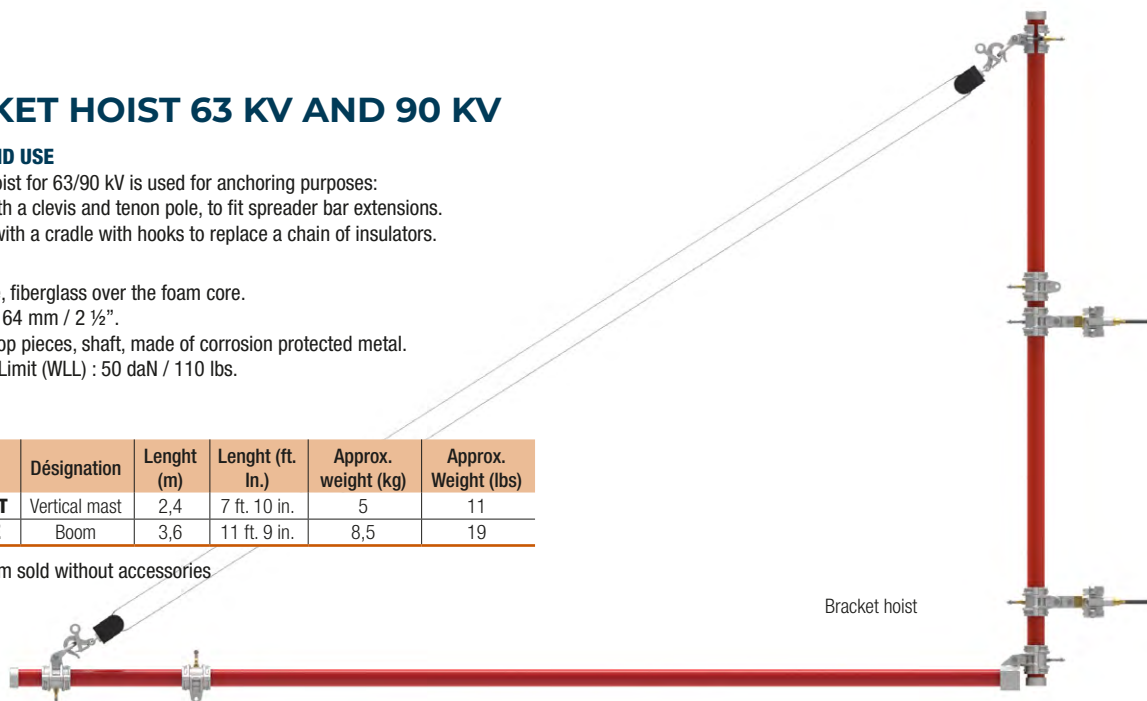 KET HOIST 63 KV AND 90 KV
ND USE
oist for 63/90 kV is used for anchoring purposes:
th a clevis and tenon pole, to fit spreader bar extensions.
with a cradle with hooks to replace a chain of insulators.
, fiberglass over the foam core.
64 mm / 2 ½”.
op pieces, shaft, made of corrosion protected metal.
Limit (WLL) : 50 daN / 110 lbs.
Désignation Lenght (m) Lenght (ft. In.) Approx. weight (kg) Approx. Weight (lbs)
T Vertical mast 2,4 7 ft. 10 in. 5 11
Boom 3,6 11 ft. 9 in. 8,5 19
m sold without accessories
Bracket hoist